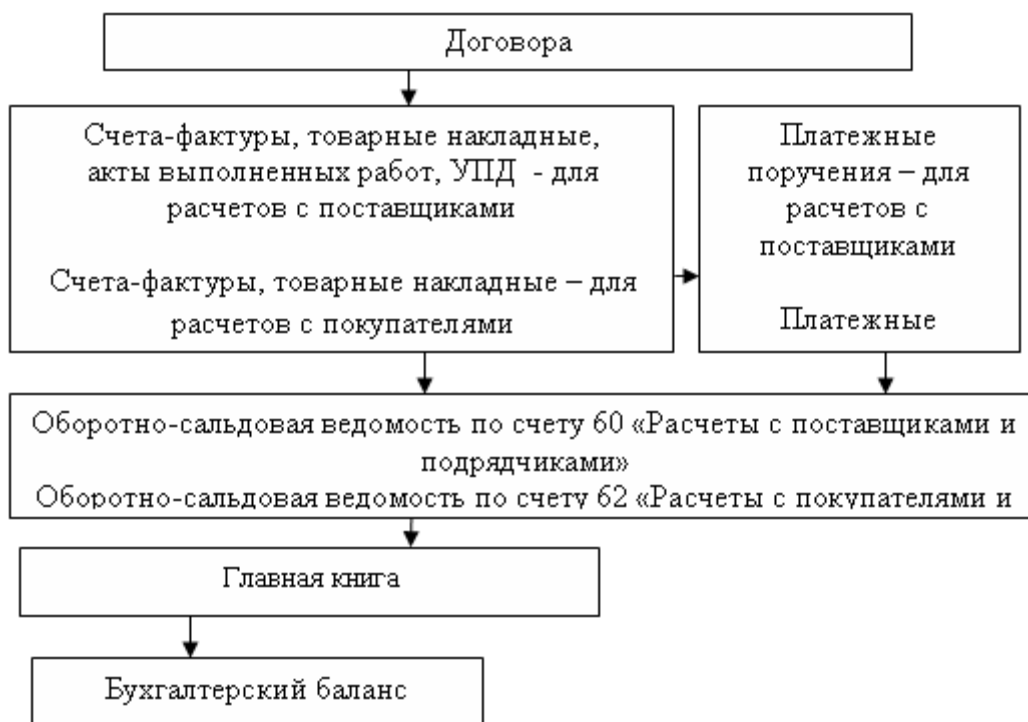 Договора
Счета-фактуры, товарные накладные,
акты выполненных работ, УПД - для
расчетов с поставщиками
Счета-фактуры, товарные накладные – для
расчетов с покупателями
Платежные
поручения – для
расчетов с
поставщиками
Платежные
Оборотно-сальдовая ведомость по счету 60 «Расчеты с поставщиками и
подрядчиками»
Оборотно-сальдовая ведомость по счету 62 «Расчеты с покупателями и
Главная книга
Бухгалтерский баланс